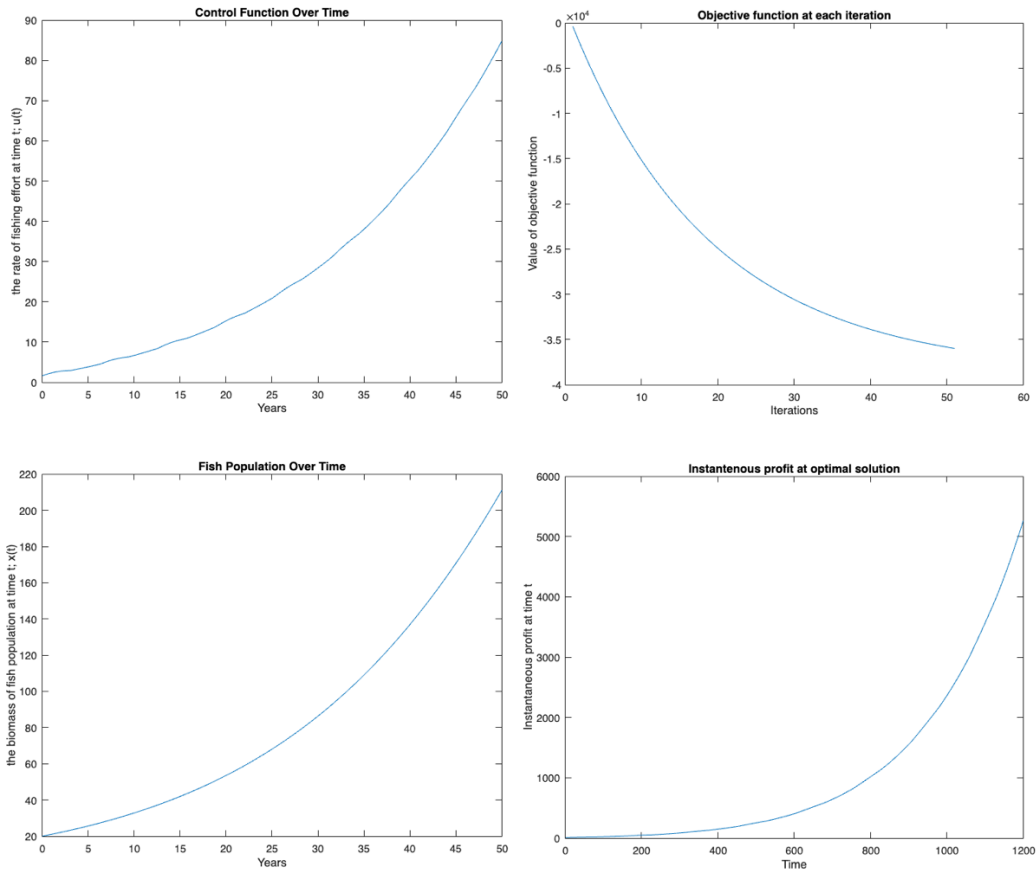 Control Function Over Time
the rate of fishing effort at time t; u(t)
90
80
70
60
50
40
30
20
10
0
0 5 10 15 20 25 30 35 40 45 50
Years
Objective function at each iteration
×10⁴
Value of objective function
0
-0.5
-1
-1.5
-2
-2.5
-3
-3.5
-4
0 10 20 30 40 50 60
Iterations
Fish Population Over Time
the biomass of fish population at time t; x(t)
220
200
180
160
140
120
100
80
60
40
20
0 5 10 15 20 25 30 35 40 45 50
Years
Instantenous profit at optimal solution
Instantaneous profit at time t
6000
5000
4000
3000
2000
1000
0
0 200 400 600 800 1000 1200
Time